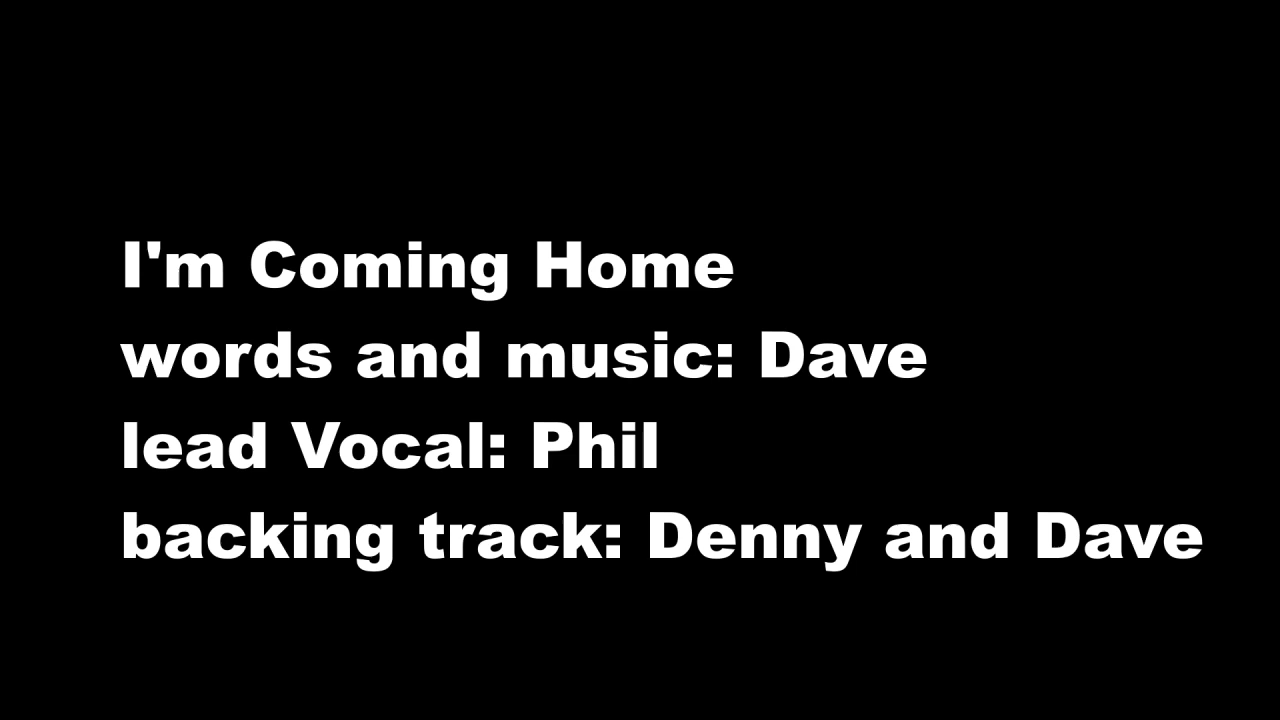 I'm Coming Home
words and music: Dave
lead Vocal: Phil
backing track: Denny and Dave